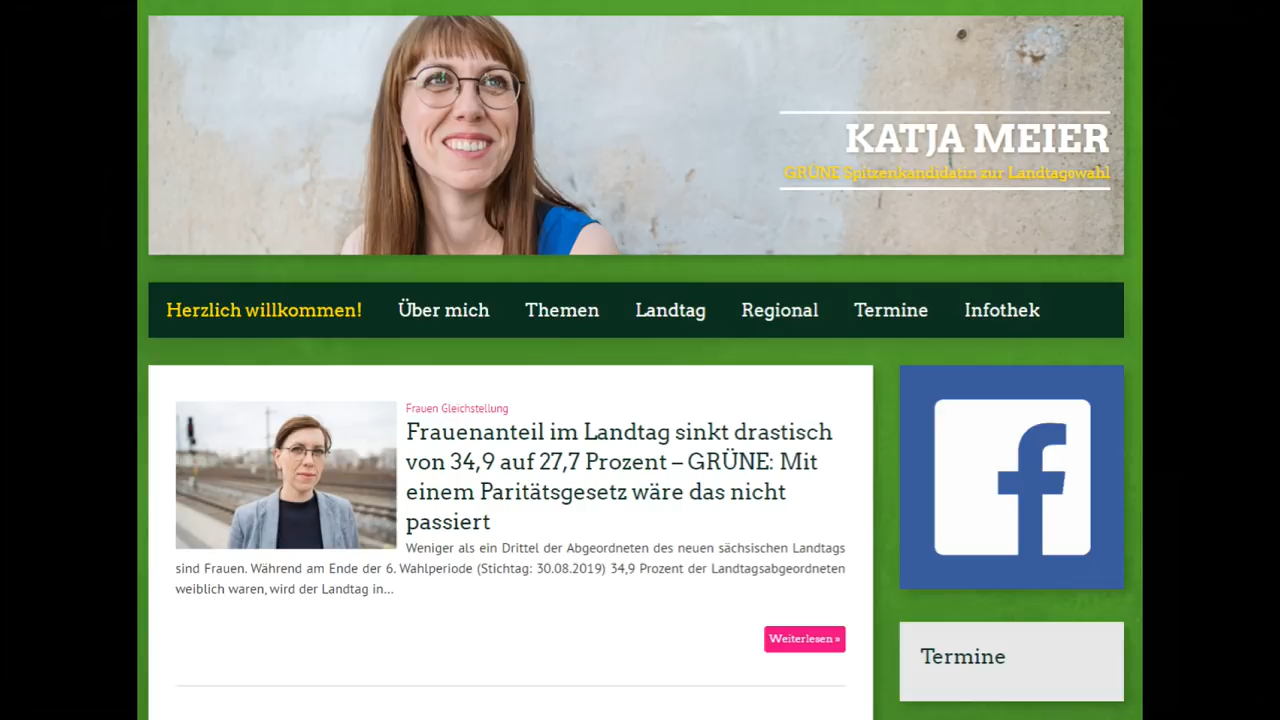 KATJA MEIER
GRÜNE Spitzenkandidatin zur Landtagswahl
Herzlich willkommen! Über mich Themen Landtag Regional Termine Infothek
Frauen Gleichstellung
Frauenanteil im Landtag sinkt drastisch
von 34,9 auf 27,7 Prozent – GRÜNE: Mit
einem Paritätsgesetz wäre das nicht
passiert
Weniger als ein Drittel der Abgeordneten des neuen sächsischen Landtags
sind Frauen. Während am Ende der 6. Wahlperiode (Stichtag: 30.08.2019) 34,9 Prozent der Landtagsabgeordneten
weiblich waren, wird der Landtag in...
Weiterlesen »
f
Termine